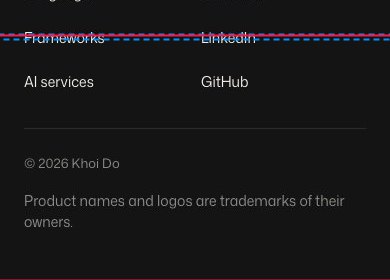 Frameworks LinkedIn
AI services GitHub
© 2026 Khoi Do
Product names and logos are trademarks of their
owners.